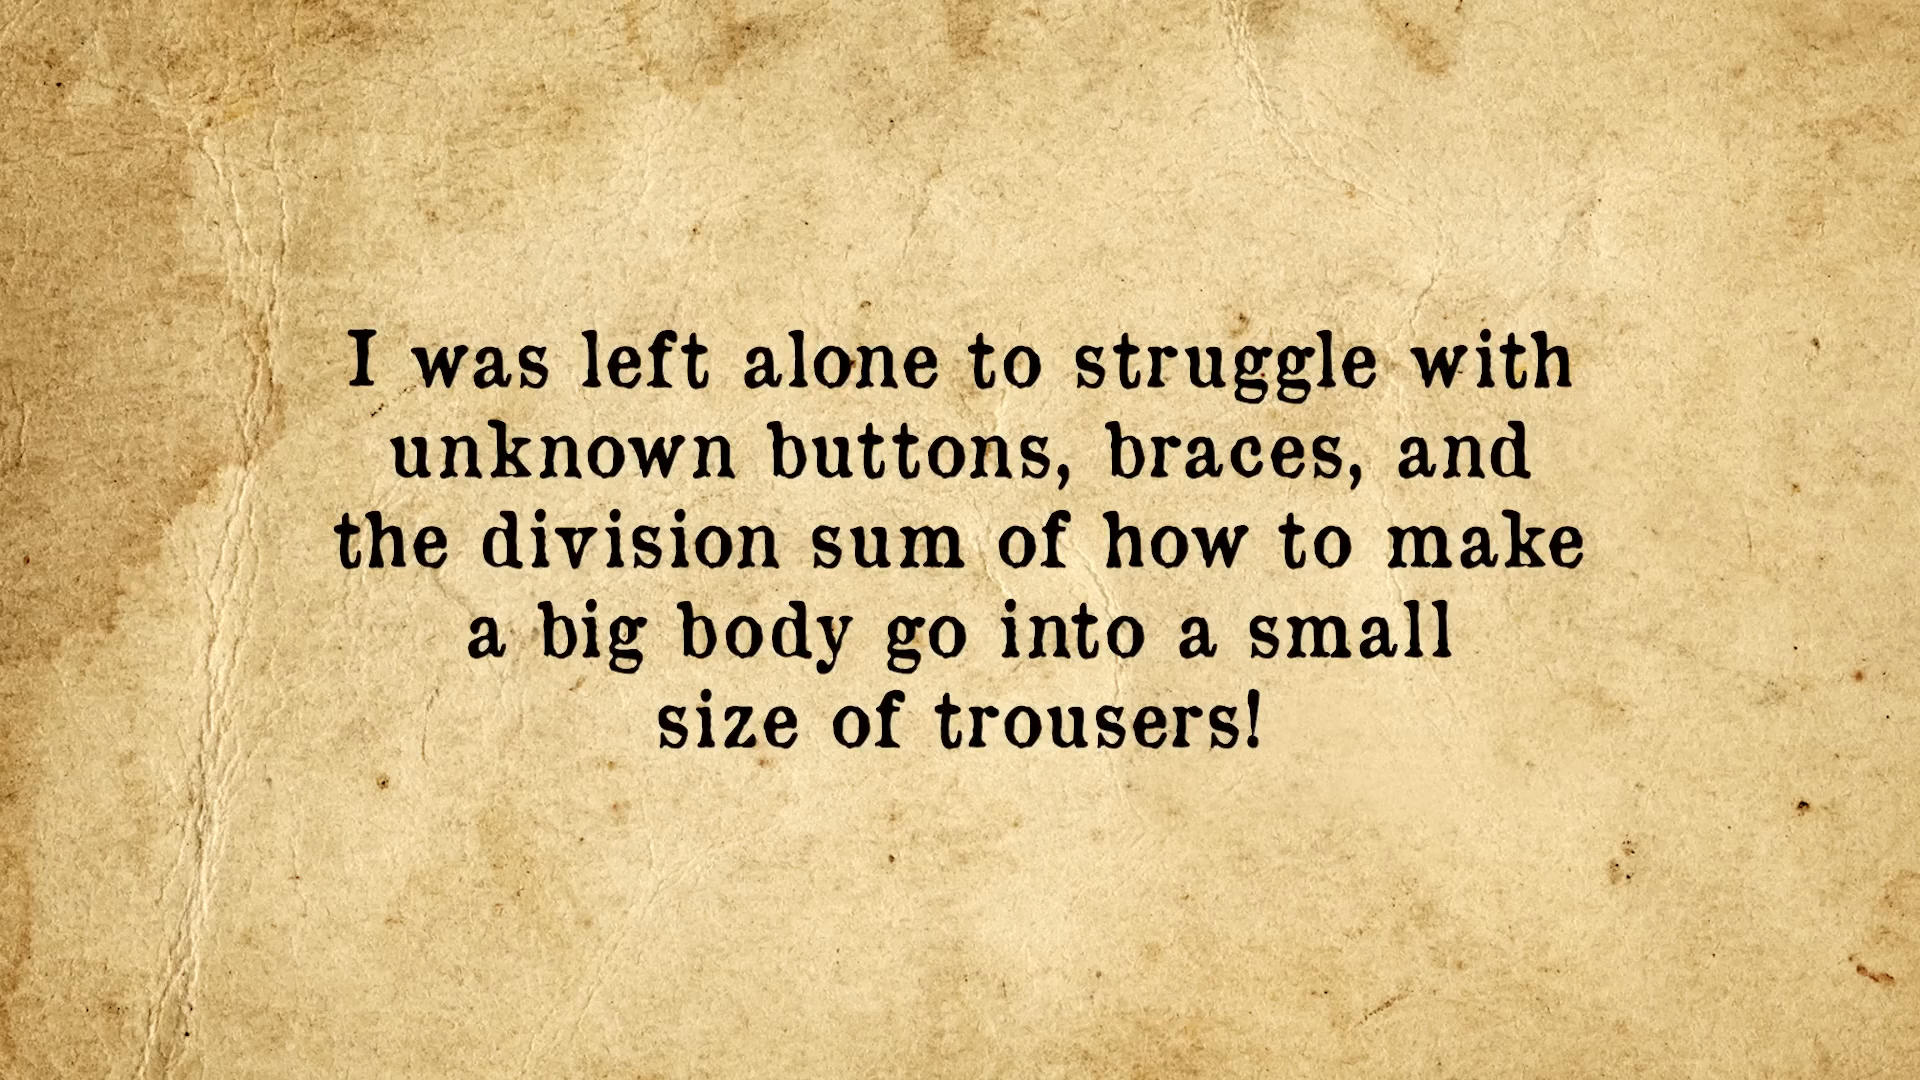 I was left alone to struggle with
unknown buttons, braces, and
the division sum of how to make
a big body go into a small
size of trousers!